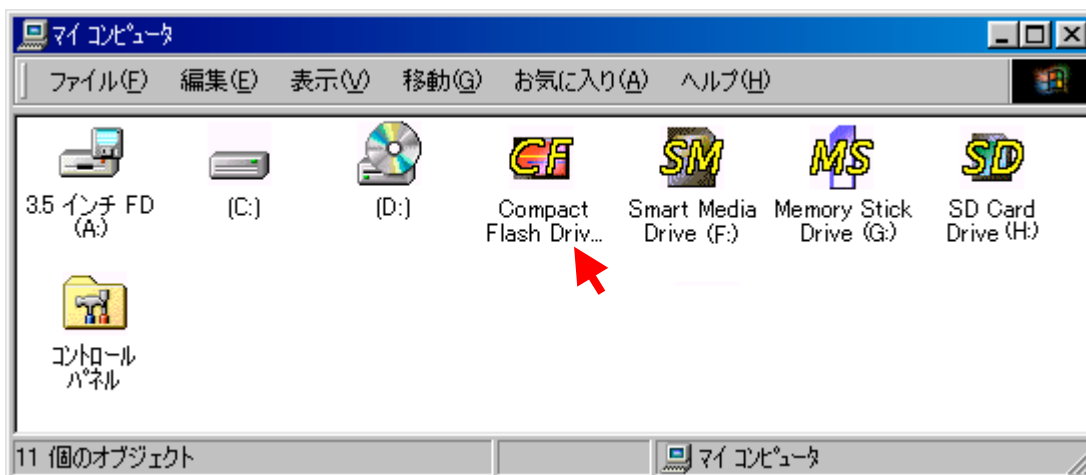 マイ コンピュータ
ファイル(F) 編集(E) 表示(V) 移動(G) お気に入り(A) ヘルプ(H)
3.5 インチ FD
(A:)
(C:)
(D:)
CF
Compact
Flash Driv...
SM
Smart Media
Drive (F:)
MS
Memory Stick
Drive (G:)
SD
SD Card
Drive (H:)
コントロール
パネル
11 個のオブジェクト
マイ コンピュータ